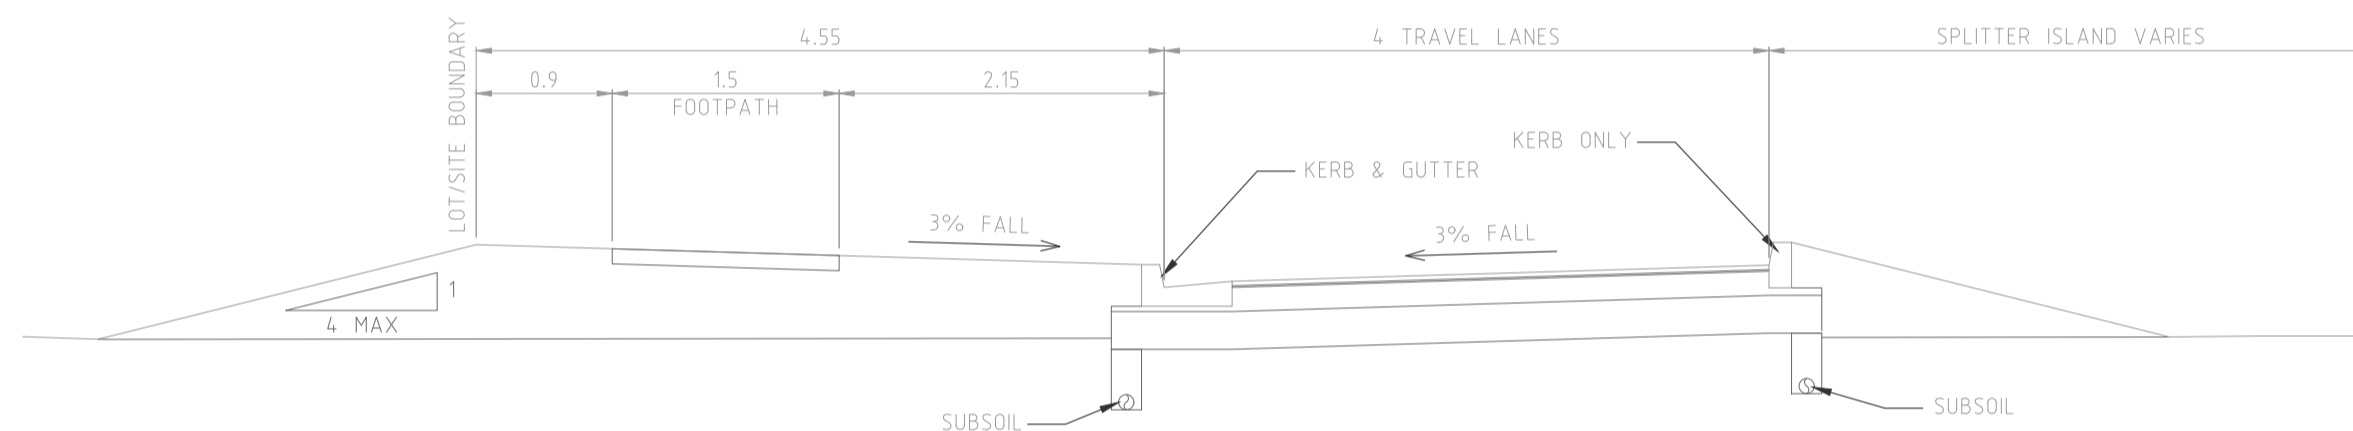 LOT/SITE BOUNDARY
4.55
4 TRAVEL LANES
SPLITTER ISLAND VARIES
0.9
1.5
2.15
FOOTPATH
KERB ONLY
KERB & GUTTER
3% FALL
3% FALL
1
4 MAX
SUBSOIL
SUBSOIL